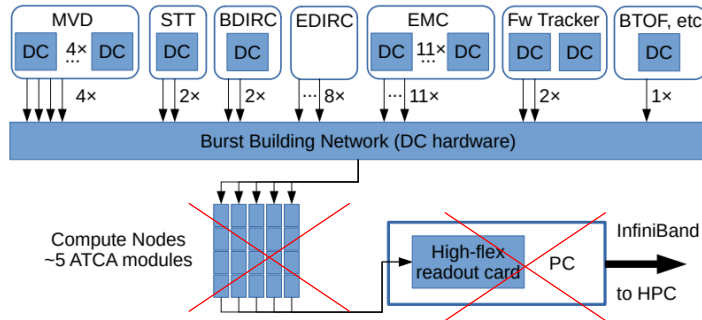 MVD
STT
BDIRC
EDIRC
EMC
Fw Tracker
BTOF, etc
DC 4× ... DC
DC
DC
DC 11× ... DC
DC DC
DC
4×
2×
2×
... 8×
... 11×
2×
1×
Burst Building Network (DC hardware)
Compute Nodes
~5 ATCA modules
High-flex
readout card
PC
InfiniBand
to HPC